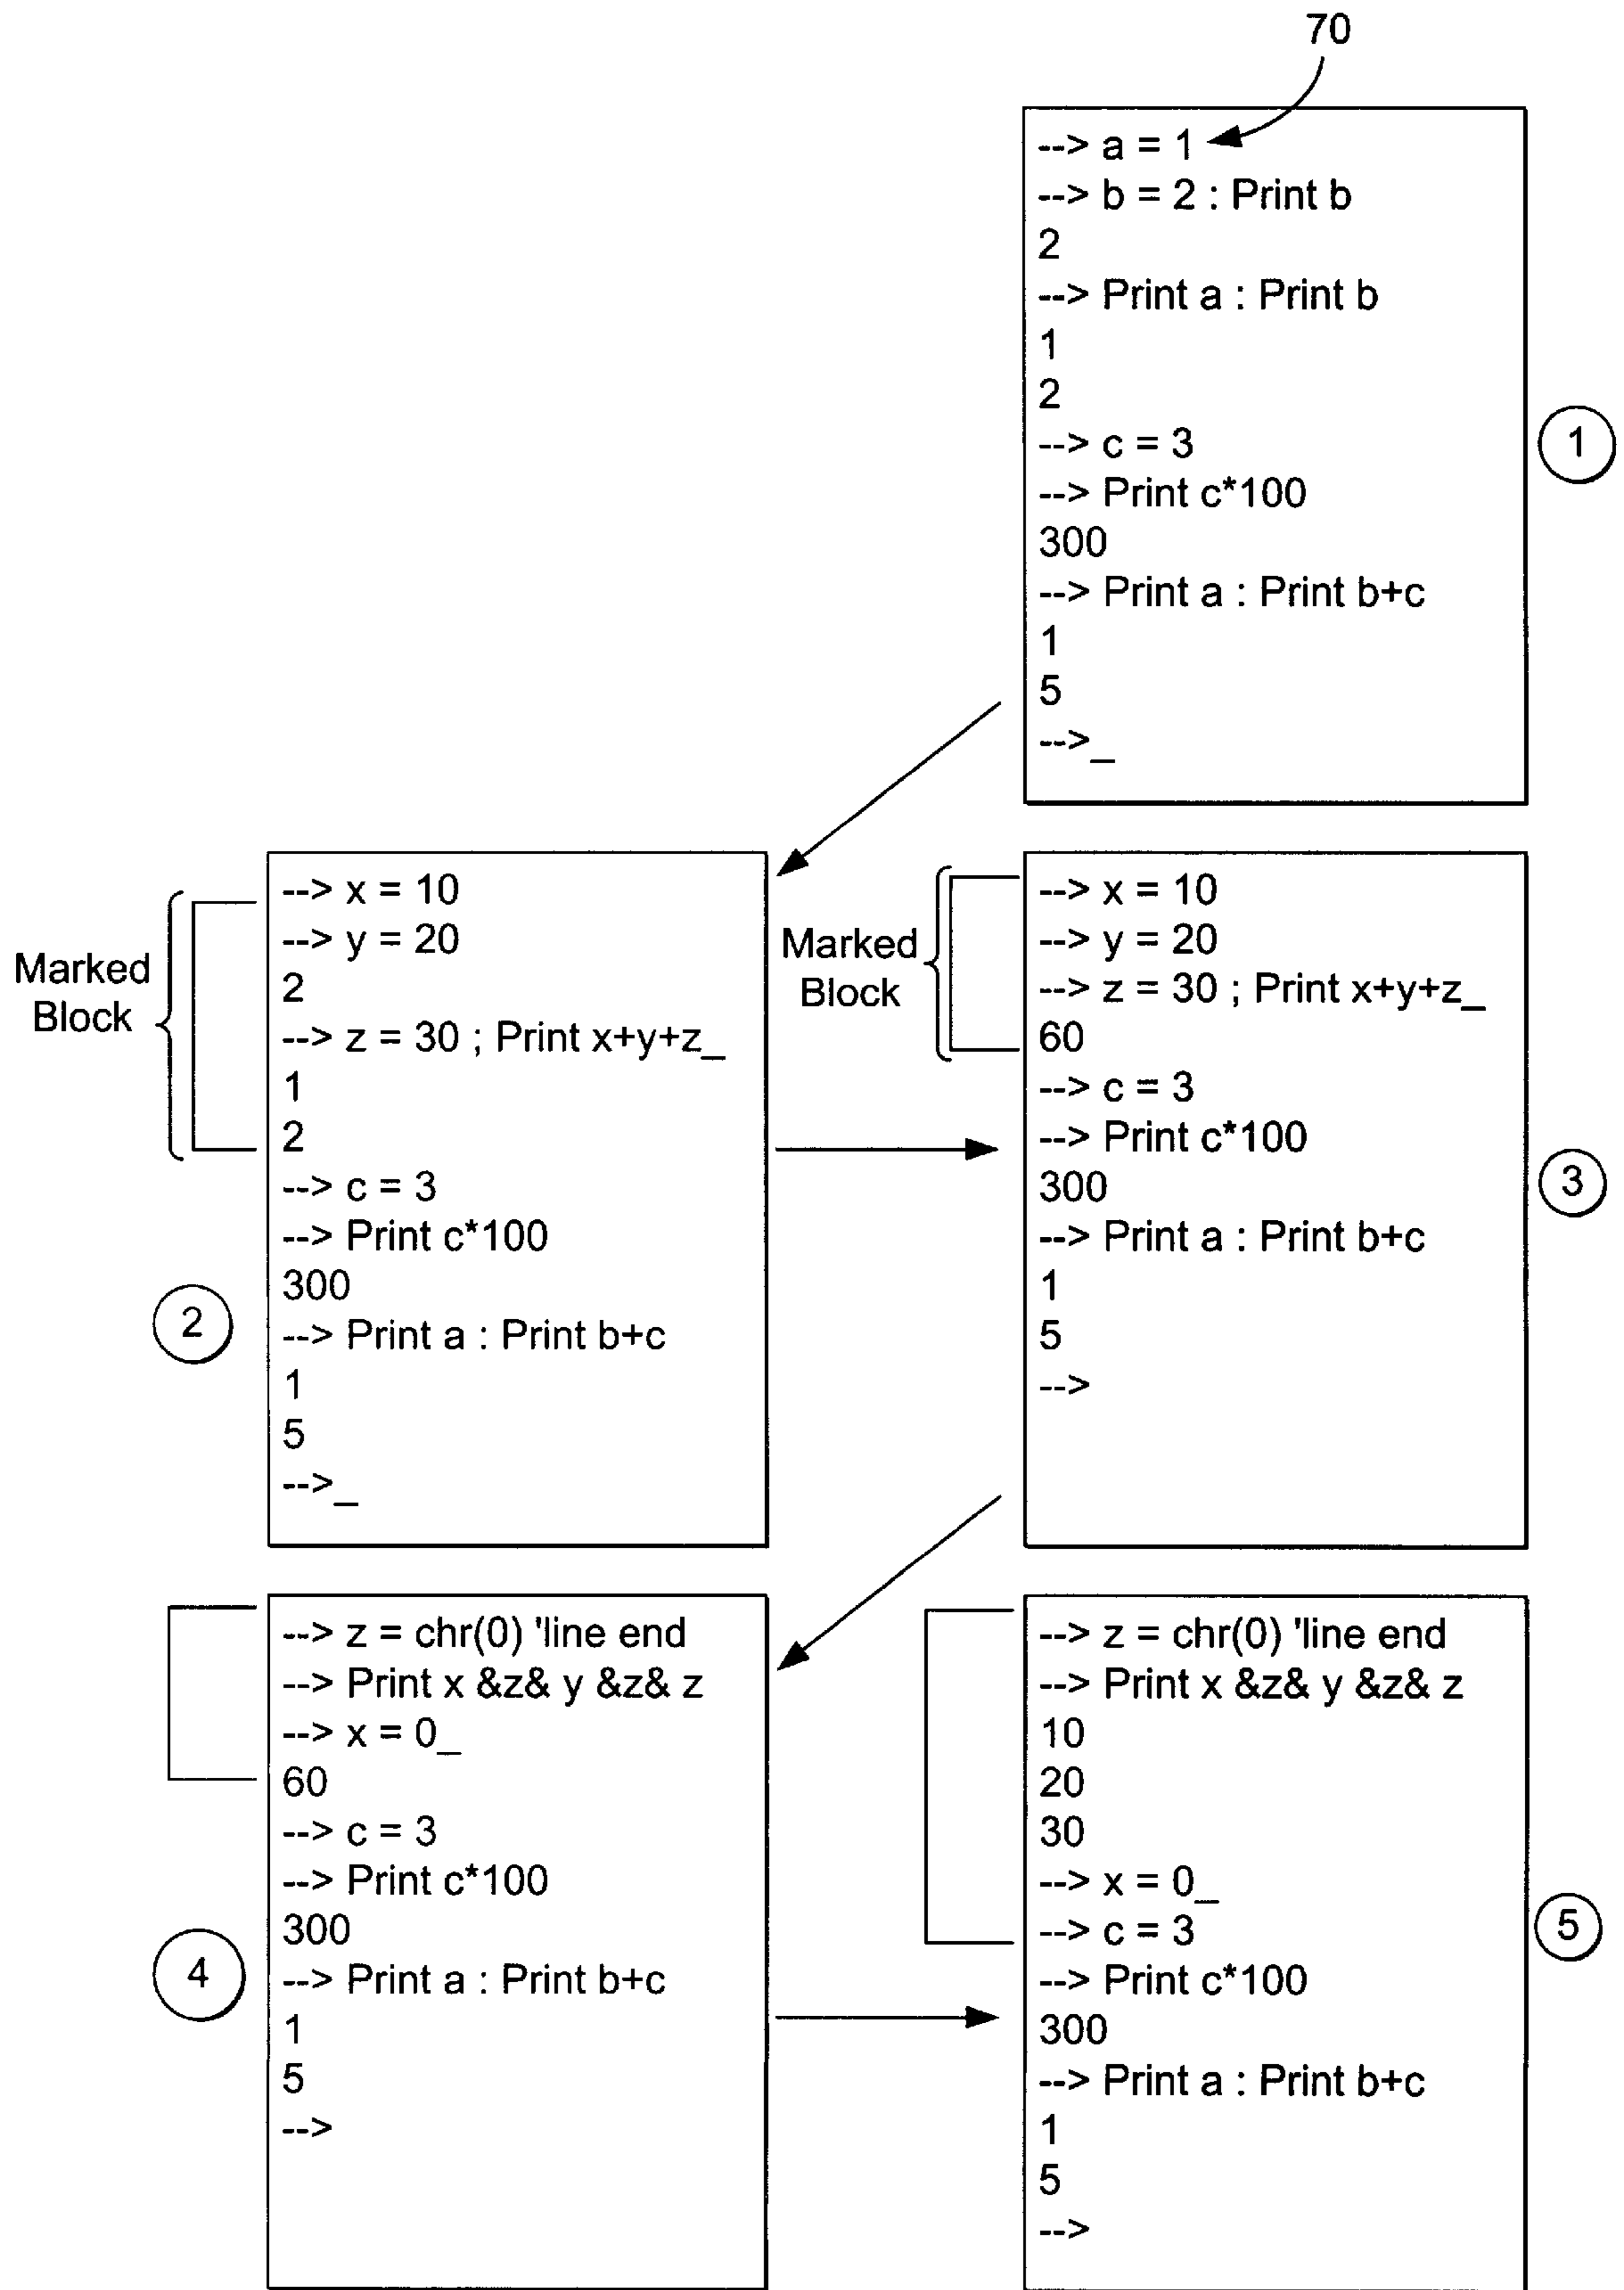 70
--> a = 1
--> b = 2 : Print b
2
--> Print a : Print b
1
2
--> c = 3
--> Print c*100
300
--> Print a : Print b+c
1
5
-->_
1
Marked
Block
--> x = 10
--> y = 20
2
--> z = 30 ; Print x+y+z_
1
2
--> c = 3
--> Print c*100
300
--> Print a : Print b+c
1
5
-->_
2
Marked
Block
--> x = 10
--> y = 20
--> z = 30 ; Print x+y+z_
60
--> c = 3
--> Print c*100
300
--> Print a : Print b+c
1
5
-->
3
--> z = chr(0) 'line end
--> Print x &z& y &z& z
--> x = 0_
60
--> c = 3
--> Print c*100
300
--> Print a : Print b+c
1
5
-->
4
--> z = chr(0) 'line end
--> Print x &z& y &z& z
10
20
30
--> x = 0_
--> c = 3
--> Print c*100
300
--> Print a : Print b+c
1
5
-->
5